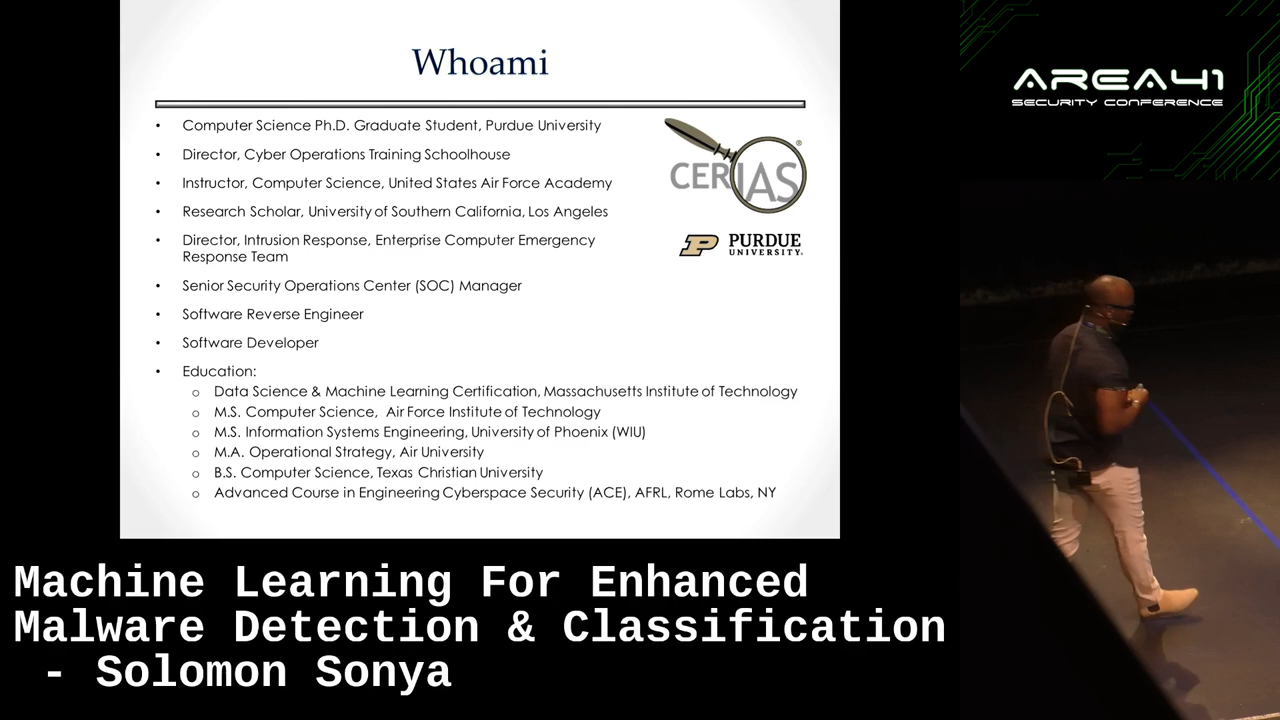 Whoami
• Computer Science Ph.D. Graduate Student, Purdue University
• Director, Cyber Operations Training Schoolhouse
• Instructor, Computer Science, United States Air Force Academy
• Research Scholar, University of Southern California, Los Angeles
• Director, Intrusion Response, Enterprise Computer Emergency
Response Team
• Senior Security Operations Center (SOC) Manager
• Software Reverse Engineer
• Software Developer
• Education:
o Data Science & Machine Learning Certification, Massachusetts Institute of Technology
o M.S. Computer Science, Air Force Institute of Technology
o M.S. Information Systems Engineering, University of Phoenix (WIU)
o M.A. Operational Strategy, Air University
o B.S. Computer Science, Texas Christian University
o Advanced Course in Engineering Cyberspace Security (ACE), AFRL, Rome Labs, NY
CERIAS®
P PURDUE
UNIVERSITY®
AREA41
SECURITY CONFERENCE
Machine Learning For Enhanced
Malware Detection & Classification
- Solomon Sonya